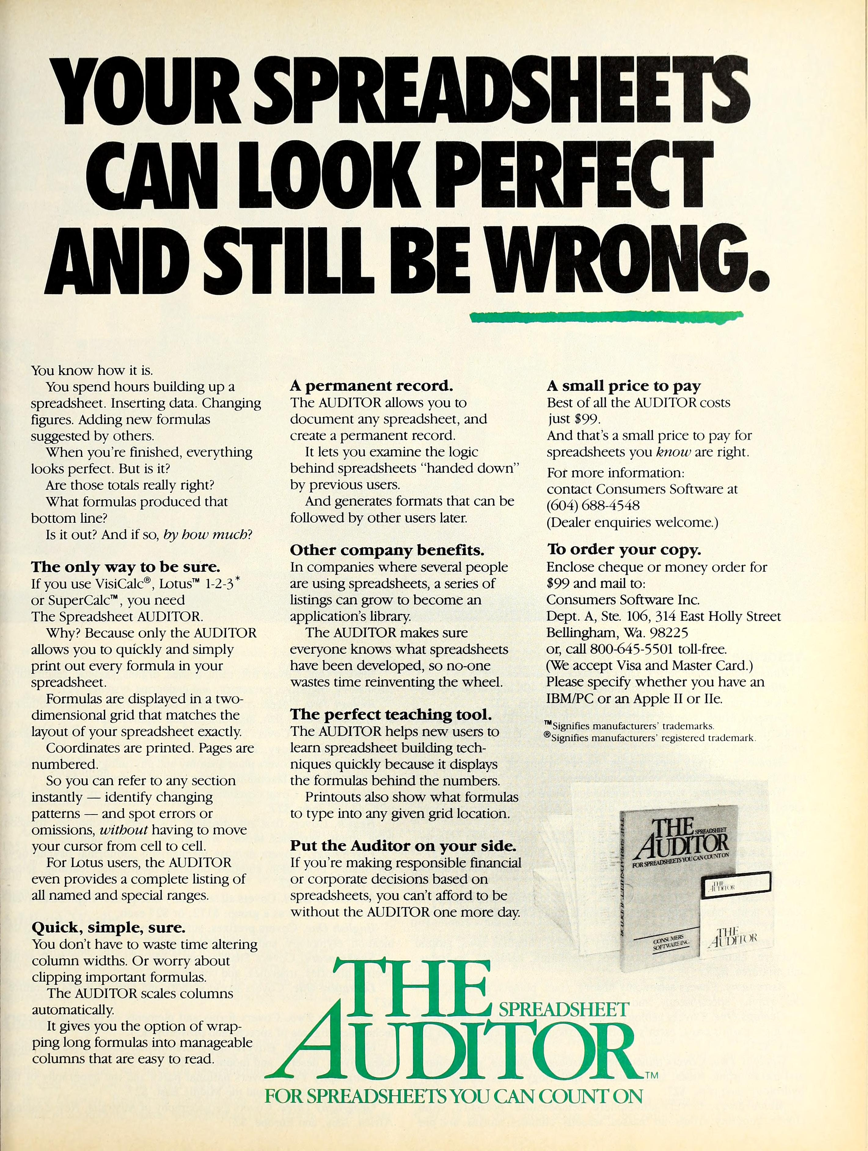 YOUR SPREADSHEETS
CAN LOOK PERFECT
AND STILL BE WRONG.
You know how it is.
You spend hours building up a
spreadsheet. Inserting data. Changing
figures. Adding new formulas
suggested by others.
When you're finished, everything
looks perfect. But is it?
Are those totals really right?
What formulas produced that
bottom line?
Is it out? And if so, by how much?
The only way to be sure.
If you use VisiCalc®, Lotus™ 1-2-3*
or SuperCalc™, you need
The Spreadsheet AUDITOR.
Why? Because only the AUDITOR
allows you to quickly and simply
print out every formula in your
spreadsheet.
Formulas are displayed in a two-
dimensional grid that matches the
layout of your spreadsheet exactly.
Coordinates are printed. Pages are
numbered.
So you can refer to any section
instantly — identify changing
patterns — and spot errors or
omissions, without having to move
your cursor from cell to cell.
For Lotus users, the AUDITOR
even provides a complete listing of
all named and special ranges.
Quick, simple, sure.
You don't have to waste time altering
column widths. Or worry about
clipping important formulas.
The AUDITOR scales columns
automatically.
It gives you the option of wrap-
ping long formulas into manageable
columns that are easy to read.
A permanent record.
The AUDITOR allows you to
document any spreadsheet, and
create a permanent record.
It lets you examine the logic
behind spreadsheets "handed down"
by previous users.
And generates formats that can be
followed by other users later.
Other company benefits.
In companies where several people
are using spreadsheets, a series of
listings can grow to become an
application's library.
The AUDITOR makes sure
everyone knows what spreadsheets
have been developed, so no-one
wastes time reinventing the wheel.
The perfect teaching tool.
The AUDITOR helps new users to
learn spreadsheet building tech-
niques quickly because it displays
the formulas behind the numbers.
Printouts also show what formulas
to type into any given grid location.
Put the Auditor on your side.
If you're making responsible financial
or corporate decisions based on
spreadsheets, you can't afford to be
without the AUDITOR one more day.
A small price to pay
Best of all the AUDITOR costs
just $99.
And that's a small price to pay for
spreadsheets you know are right.
For more information:
contact Consumers Software at
(604) 688-4548
(Dealer enquiries welcome.)
To order your copy.
Enclose cheque or money order for
$99 and mail to:
Consumers Software Inc.
Dept. A, Ste. 106, 314 East Holly Street
Bellingham, Wa. 98225
or, call 800-645-5501 toll-free.
(We accept Visa and Master Card.)
Please specify whether you have an
IBM/PC or an Apple II or IIe.
™Signifies manufacturers' trademarks.
®Signifies manufacturers' registered trademark.
THE
SPREADSHEET
AUDITOR
FOR SPREADSHEETS YOU CAN COUNT ON
CONSUMERS
SOFTWARE INC.
THE
AUDITOR
THE
AUDITOR
THE
SPREADSHEET
AUDITOR™
FOR SPREADSHEETS YOU CAN COUNT ON